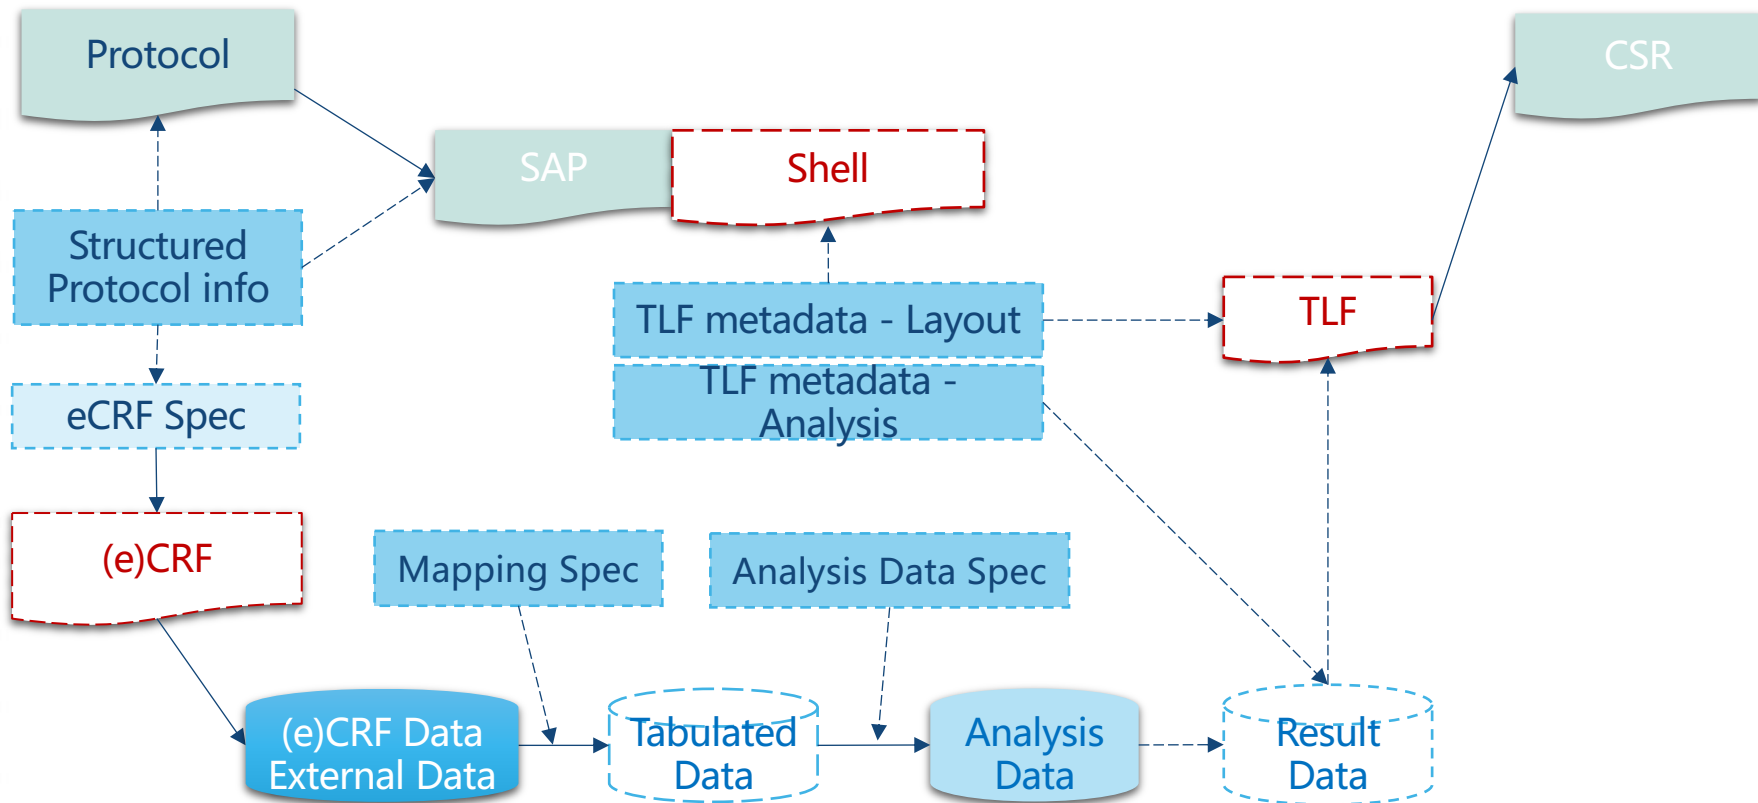 Protocol
CSR
SAP
Shell
Structured
Protocol info
TLF metadata - Layout
TLF
TLF metadata -
Analysis
eCRF Spec
(e)CRF
Mapping Spec
Analysis Data Spec
(e)CRF Data
External Data
Tabulated
Data
Analysis
Data
Result
Data